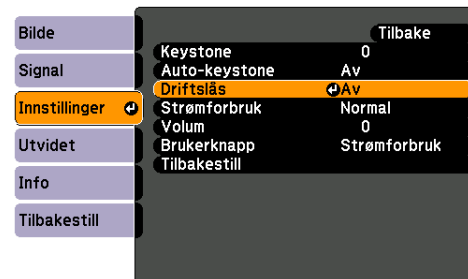 Bilde
Signal
Innstillinger
Utvidet
Info
Tilbakestill
Tilbake
Keystone 0
Auto-keystone Av
Driftslås Av
Strømforbruk Normal
Volum 0
Brukerknapp Strømforbruk
Tilbakestill